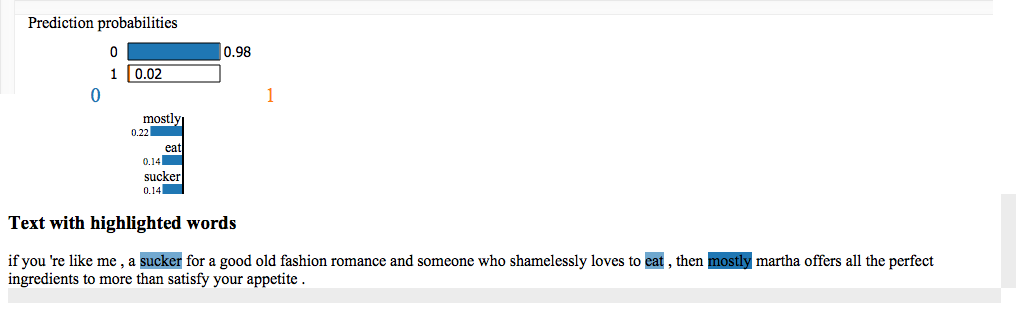 Prediction probabilities
0 0.98
1 0.02
0 1
mostly
0.22
eat
0.14
sucker
0.14
Text with highlighted words
if you 're like me , a sucker for a good old fashion romance and someone who shamelessly loves to eat , then mostly martha offers all the perfect
ingredients to more than satisfy your appetite .